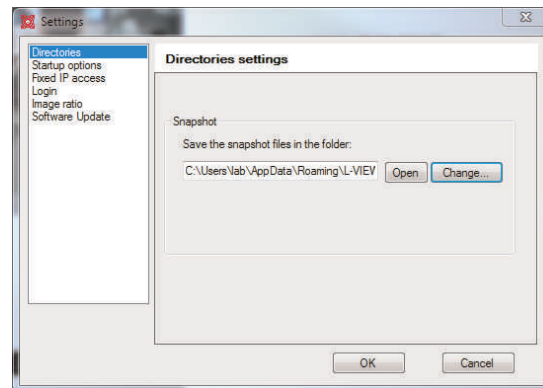 Settings
Directories
Startup options
Fixed IP access
Login
Image ratio
Software Update
Directories settings
Snapshot
Save the snapshot files in the folder:
C:\Users\lab\AppData\Roaming\L-VIEW
Open
Change...
OK
Cancel